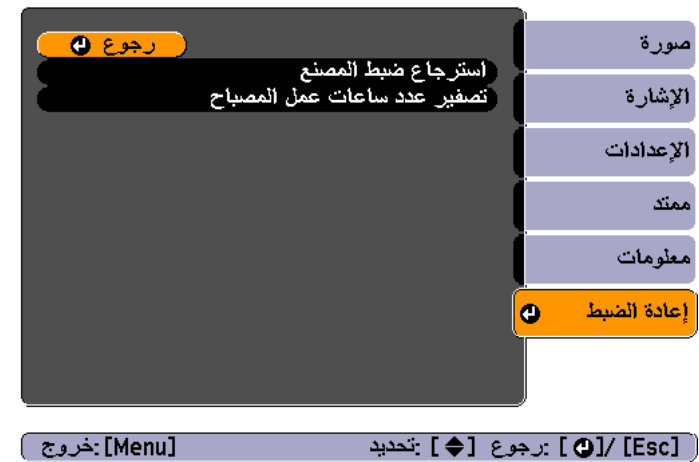 رجوع
استرجاع ضبط المصنع
تصفير عدد ساعات عمل المصباح
صورة
الإشارة
الإعدادات
ممتد
معلومات
إعادة الضبط
[Esc] /[ ] :رجوع [ ] :تحديد [Menu] :خروج